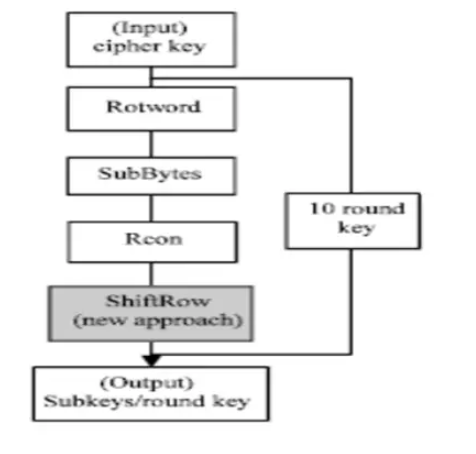 (Input)
cipher key
Rotword
SubBytes
10 round
key
Rcon
ShiftRow
(new approach)
(Output)
Subkeys/round key